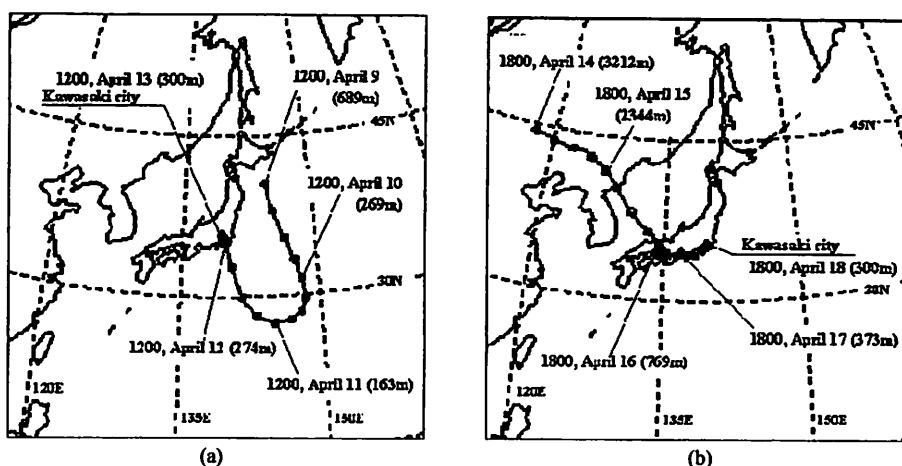 1200, April 13 (300m)
Kawasaki city
1200, April 9
(689m)
45N
1200, April 10
(269m)
30N
1200, April 12 (274m)
1200, April 11 (163m)
120E
135E
150E
(a)
1800, April 14 (3212m)
1800, April 15
(2344m)
45N
Kawasaki city
1800, April 18 (300m)
28N
1800, April 17 (373m)
1800, April 16 (769m)
120E
135E
150E
(b)